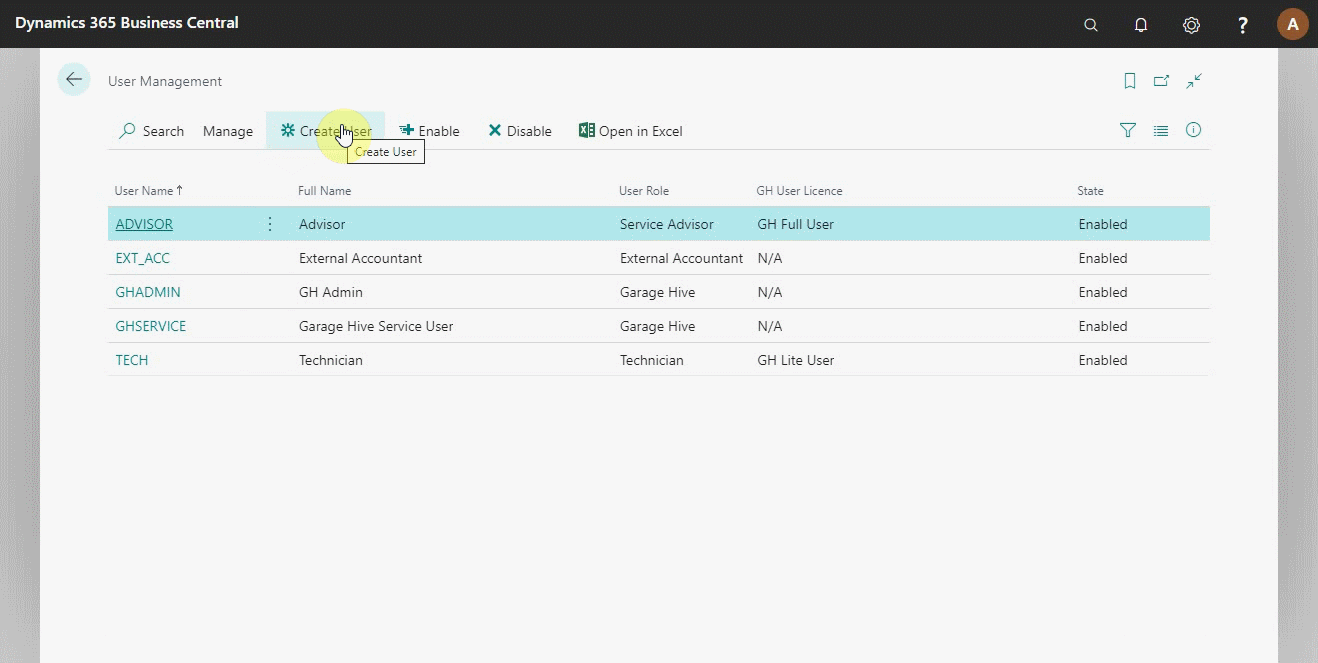 Dynamics 365 Business Central
? A
User Management
Search Manage Create User Enable Disable Open in Excel
Create User
User Name ↑ Full Name User Role GH User Licence State
ADVISOR Advisor Service Advisor GH Full User Enabled
EXT_ACC External Accountant External Accountant N/A Enabled
GHADMIN GH Admin Garage Hive N/A Enabled
GHSERVICE Garage Hive Service User Garage Hive N/A Enabled
TECH Technician Technician GH Lite User Enabled